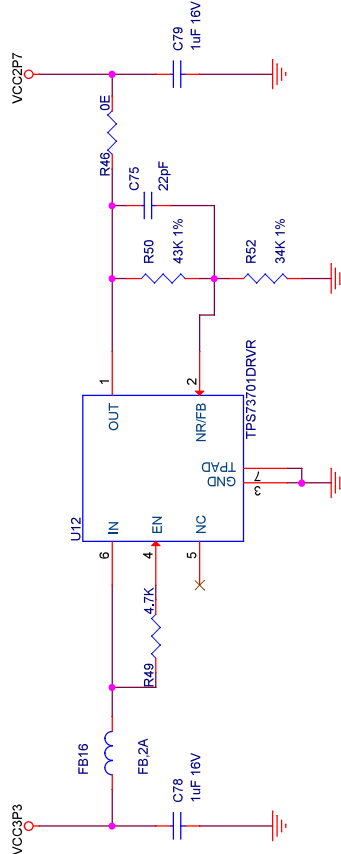 VCC3P3
FB16
FB,2A
C78
1uF 16V
R49
4.7K
U12
6
IN
4
EN
5
NC
OUT
1
NR/FB
2
GND
3
TPAD
7
TPS73701DRVR
R50
43K 1%
C75
22pF
R52
34K 1%
R46
0E
C79
1uF 16V
VCC2P7